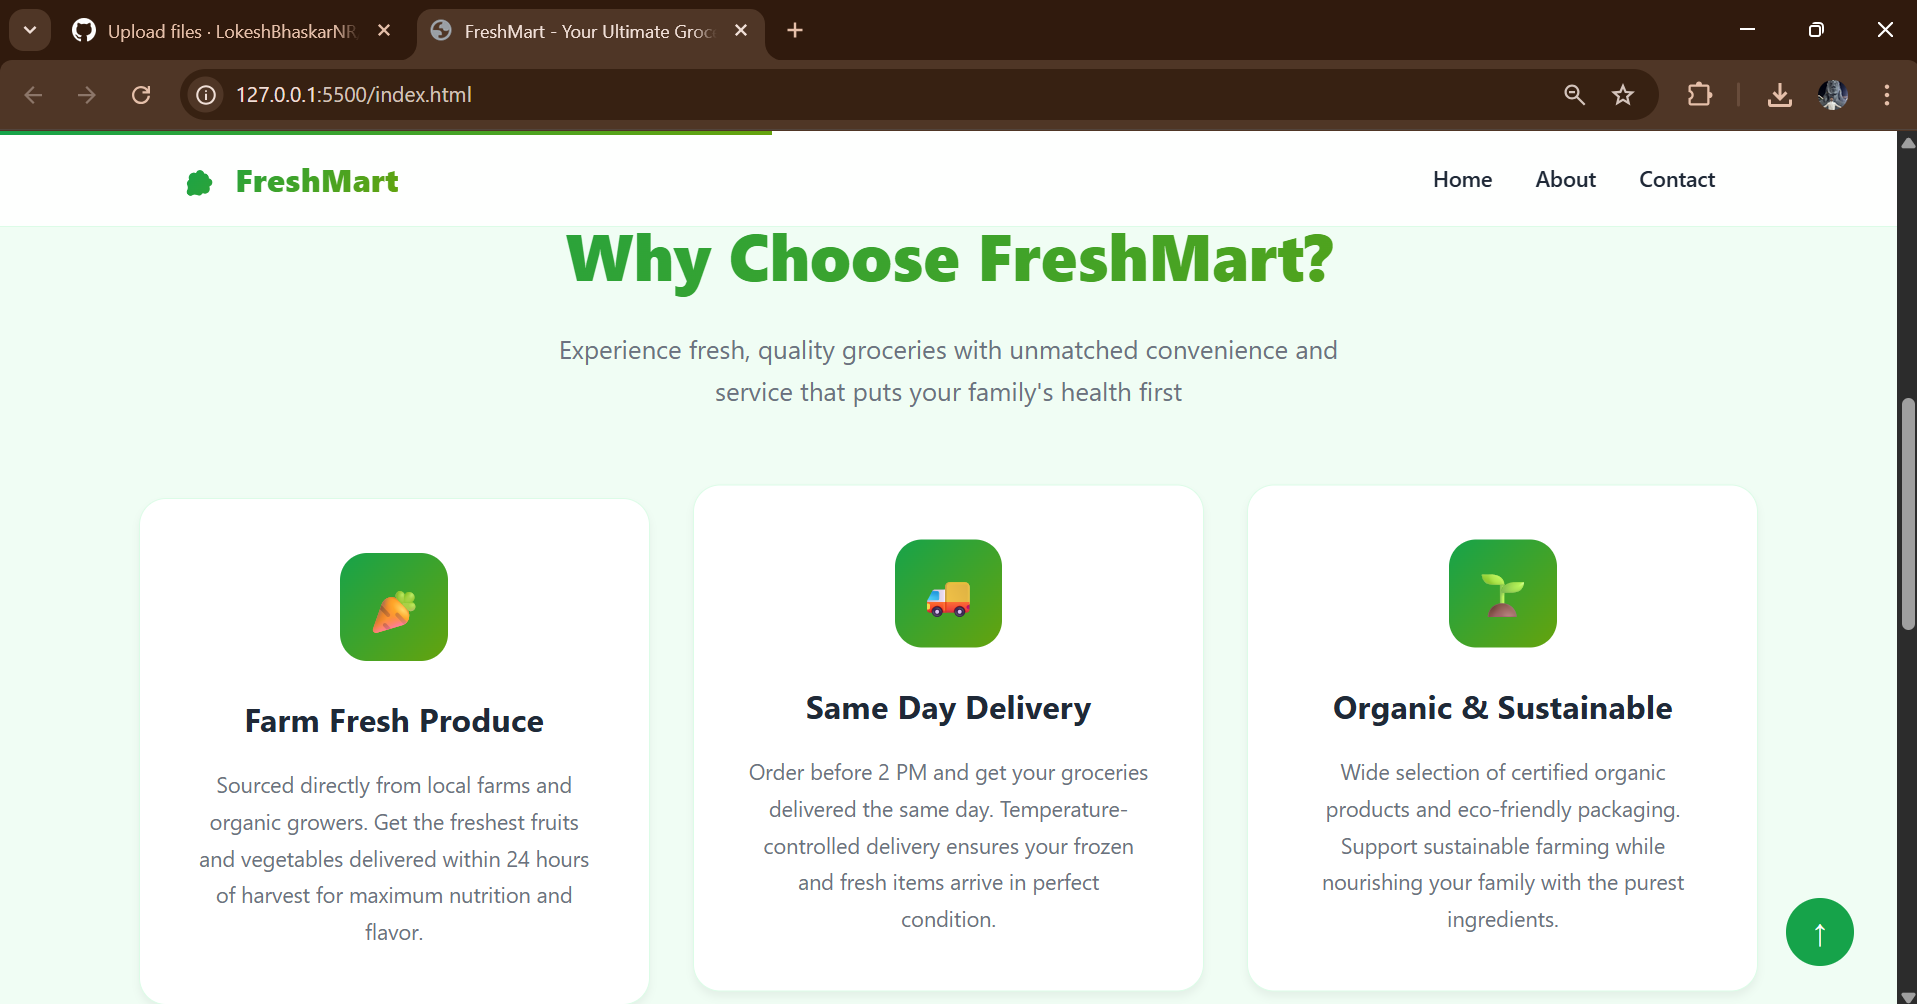 Upload files · LokeshBhaskarNR
FreshMart - Your Ultimate Groc
127.0.0.1:5500/index.html
FreshMart
Home
About
Contact
Why Choose FreshMart?
Experience fresh, quality groceries with unmatched convenience and
service that puts your family's health first
Farm Fresh Produce
Sourced directly from local farms and
organic growers. Get the freshest fruits
and vegetables delivered within 24 hours
of harvest for maximum nutrition and
flavor.
Same Day Delivery
Order before 2 PM and get your groceries
delivered the same day. Temperature-
controlled delivery ensures your frozen
and fresh items arrive in perfect
condition.
Organic & Sustainable
Wide selection of certified organic
products and eco-friendly packaging.
Support sustainable farming while
nourishing your family with the purest
ingredients.
↑